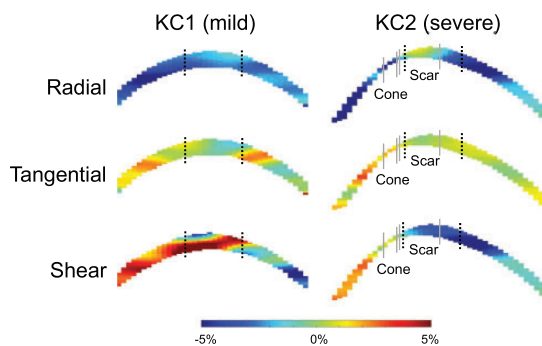 KC1 (mild) KC2 (severe)
Radial
Cone Scar
Tangential
Cone Scar
Shear
Cone Scar
-5% 0% 5%